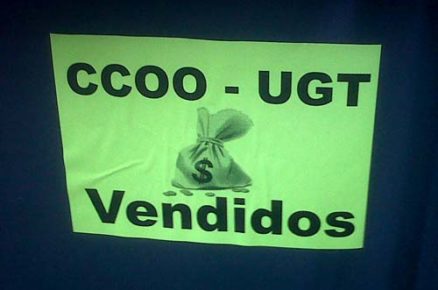 CCOO - UGT
$
Vendidos